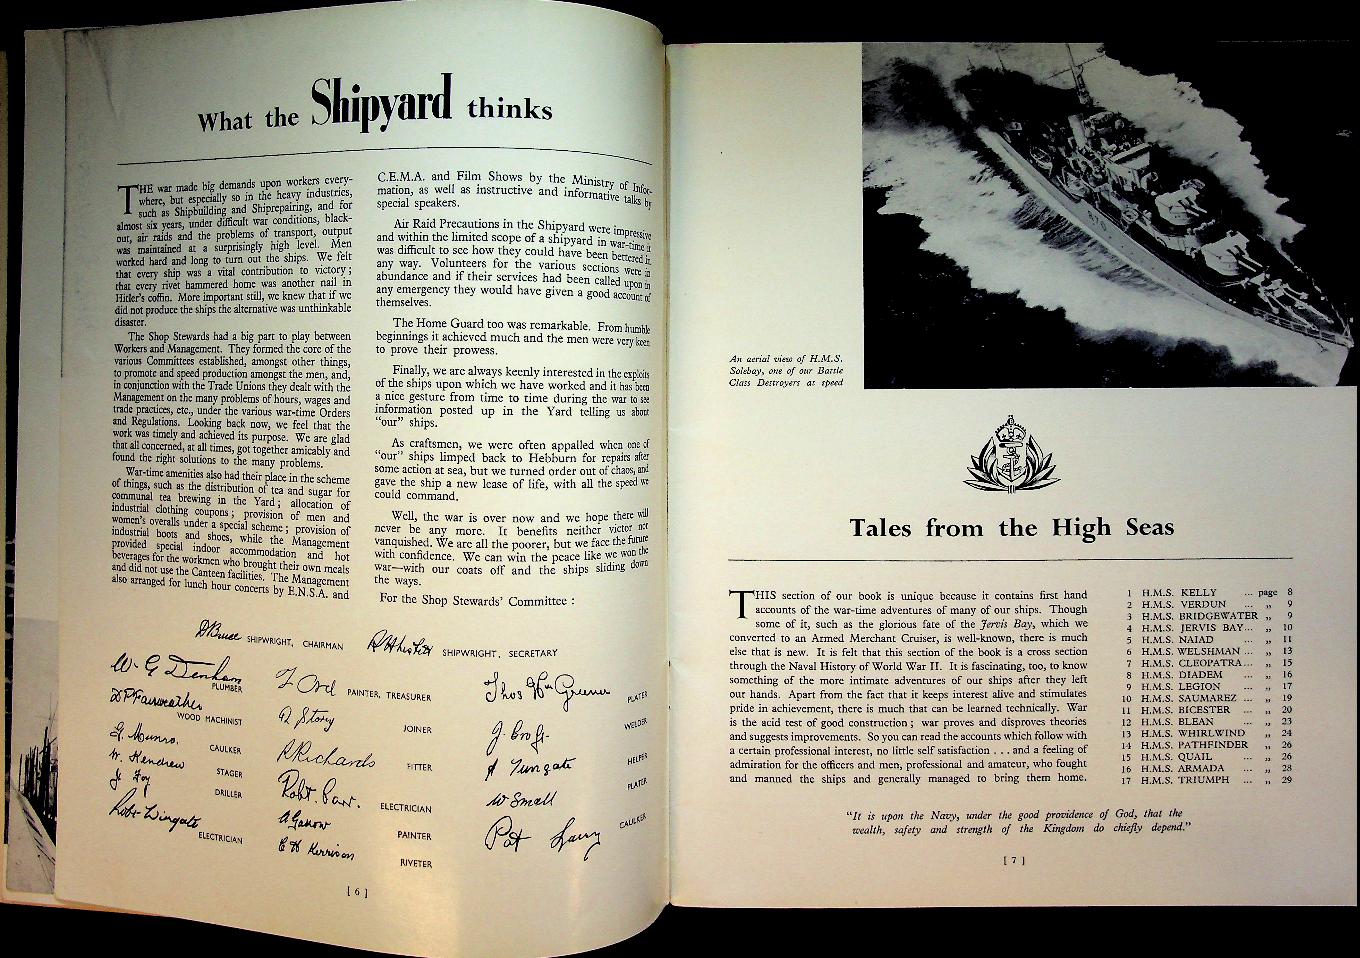 What the Shipyard thinks
THE war made big demands upon workers every-
where, but especially so in the heavy industries,
such as Shipbuilding and Shiprepairing, and for
almost six years, under difficult war conditions, black-
out, air raids and the problems of transport, output
was maintained at a surprisingly high level. Men
worked hard and long to turn out the ships. We felt
that every ship was a vital contribution to victory;
that every rivet hammered home was another nail in
Hitler's coffin. More important still, we knew that if we
did not produce the ships the alternative was unthinkable
disaster.
The Shop Stewards had a big part to play between
Workers and Management. They formed the core of the
various Committees established, amongst other things,
to promote and speed production amongst the men, and,
in conjunction with the Trade Unions they dealt with the
Management on the many problems of hours, wages and
trade practices, etc., under the various war-time Orders
and Regulations. Looking back now, we feel that the
work was timely and achieved its purpose. We are glad
that all concerned, at all times, got together amicably and
found the right solutions to the many problems.
War-time amenities also had their place in the scheme
of things, such as the distribution of tea and sugar for
communal tea brewing in the Yard; allocation of
industrial clothing coupons; provision of men and
women's overalls under a special scheme; provision of
industrial boots and shoes, while the Management
provided special indoor accommodation and hot
beverages for the workmen who brought their own meals
and did not use the Canteen facilities. The Management
also arranged for lunch hour concerts by E.N.S.A. and
C.E.M.A. and Film Shows by the Ministry of Infor-
mation, as well as instructive and informative talks by
special speakers.
Air Raid Precautions in the Shipyard were impressive
and within the limited scope of a shipyard in war-time it
was difficult to see how they could have been bettered in
any way. Volunteers for the various sections were in
abundance and if their services had been called upon in
any emergency they would have given a good account of
themselves.
The Home Guard too was remarkable. From humble
beginnings it achieved much and the men were very keen
to prove their prowess.
Finally, we are always keenly interested in the exploits
of the ships upon which we have worked and it has been
a nice gesture from time to time during the war to see
information posted up in the Yard telling us about
"our" ships.
As craftsmen, we were often appalled when one of
"our" ships limped back to Hebburn for repairs after
some action at sea, but we turned order out of chaos, and
gave the ship a new lease of life, with all the speed we
could command.
Well, the war is over now and we hope there will
never be any more. It benefits neither victor nor
vanquished. We are all the poorer, but we face the future
with confidence. We can win the peace like we won the
war—with our coats off and the ships sliding down
the ways.
For the Shop Stewards' Committee :
D Bruce SHIPWRIGHT, CHAIRMAN
SHIPWRIGHT, SECRETARY
W. G Denham PLUMBER
J Ord PAINTER, TREASURER
Thos Wm Greener PLATER
Fairweather WOOD MACHINIST
A Story JOINER
WELDER
G. Munro. CAULKER
R Richards FITTER
A Tungate HELPER
W. Kendrew STAGER
Robt. Parr. ELECTRICIAN
W Small PLATER
J. Foy DRILLER
PAINTER
Pat CAULKER
Robt Wingate ELECTRICIAN
RIVETER
[ 6 ]
An aerial view of H.M.S.
Solebay, one of our Battle
Class Destroyers at speed
Tales from the High Seas
THIS section of our book is unique because it contains first hand
accounts of the war-time adventures of many of our ships. Though
some of it, such as the glorious fate of the Jervis Bay, which we
converted to an Armed Merchant Cruiser, is well-known, there is much
else that is new. It is felt that this section of the book is a cross section
through the Naval History of World War II. It is fascinating, too, to know
something of the more intimate adventures of our ships after they left
our hands. Apart from the fact that it keeps interest alive and stimulates
pride in achievement, there is much that can be learned technically. War
is the acid test of good construction; war proves and disproves theories
and suggests improvements. So you can read the accounts which follow with
a certain professional interest, no little self satisfaction . . . and a feeling of
admiration for the officers and men, professional and amateur, who fought
and manned the ships and generally managed to bring them home.
1 H.M.S. KELLY ... page 8
2 H.M.S. VERDUN ... „ 9
3 H.M.S. BRIDGEWATER „ 9
4 H.M.S. JERVIS BAY... „ 10
5 H.M.S. NAIAD ... „ 11
6 H.M.S. WELSHMAN ... „ 13
7 H.M.S. CLEOPATRA... „ 15
8 H.M.S. DIADEM ... „ 16
9 H.M.S. LEGION ... „ 17
10 H.M.S. SAUMAREZ ... „ 19
11 H.M.S. BICESTER ... „ 20
12 H.M.S. BLEAN ... „ 23
13 H.M.S. WHIRLWIND ... „ 24
14 H.M.S. PATHFINDER „ 26
15 H.M.S. QUAIL ... „ 26
16 H.M.S. ARMADA ... „ 28
17 H.M.S. TRIUMPH ... „ 29
"It is upon the Navy, under the good providence of God, that the
wealth, safety and strength of the Kingdom do chiefly depend."
[ 7 ]